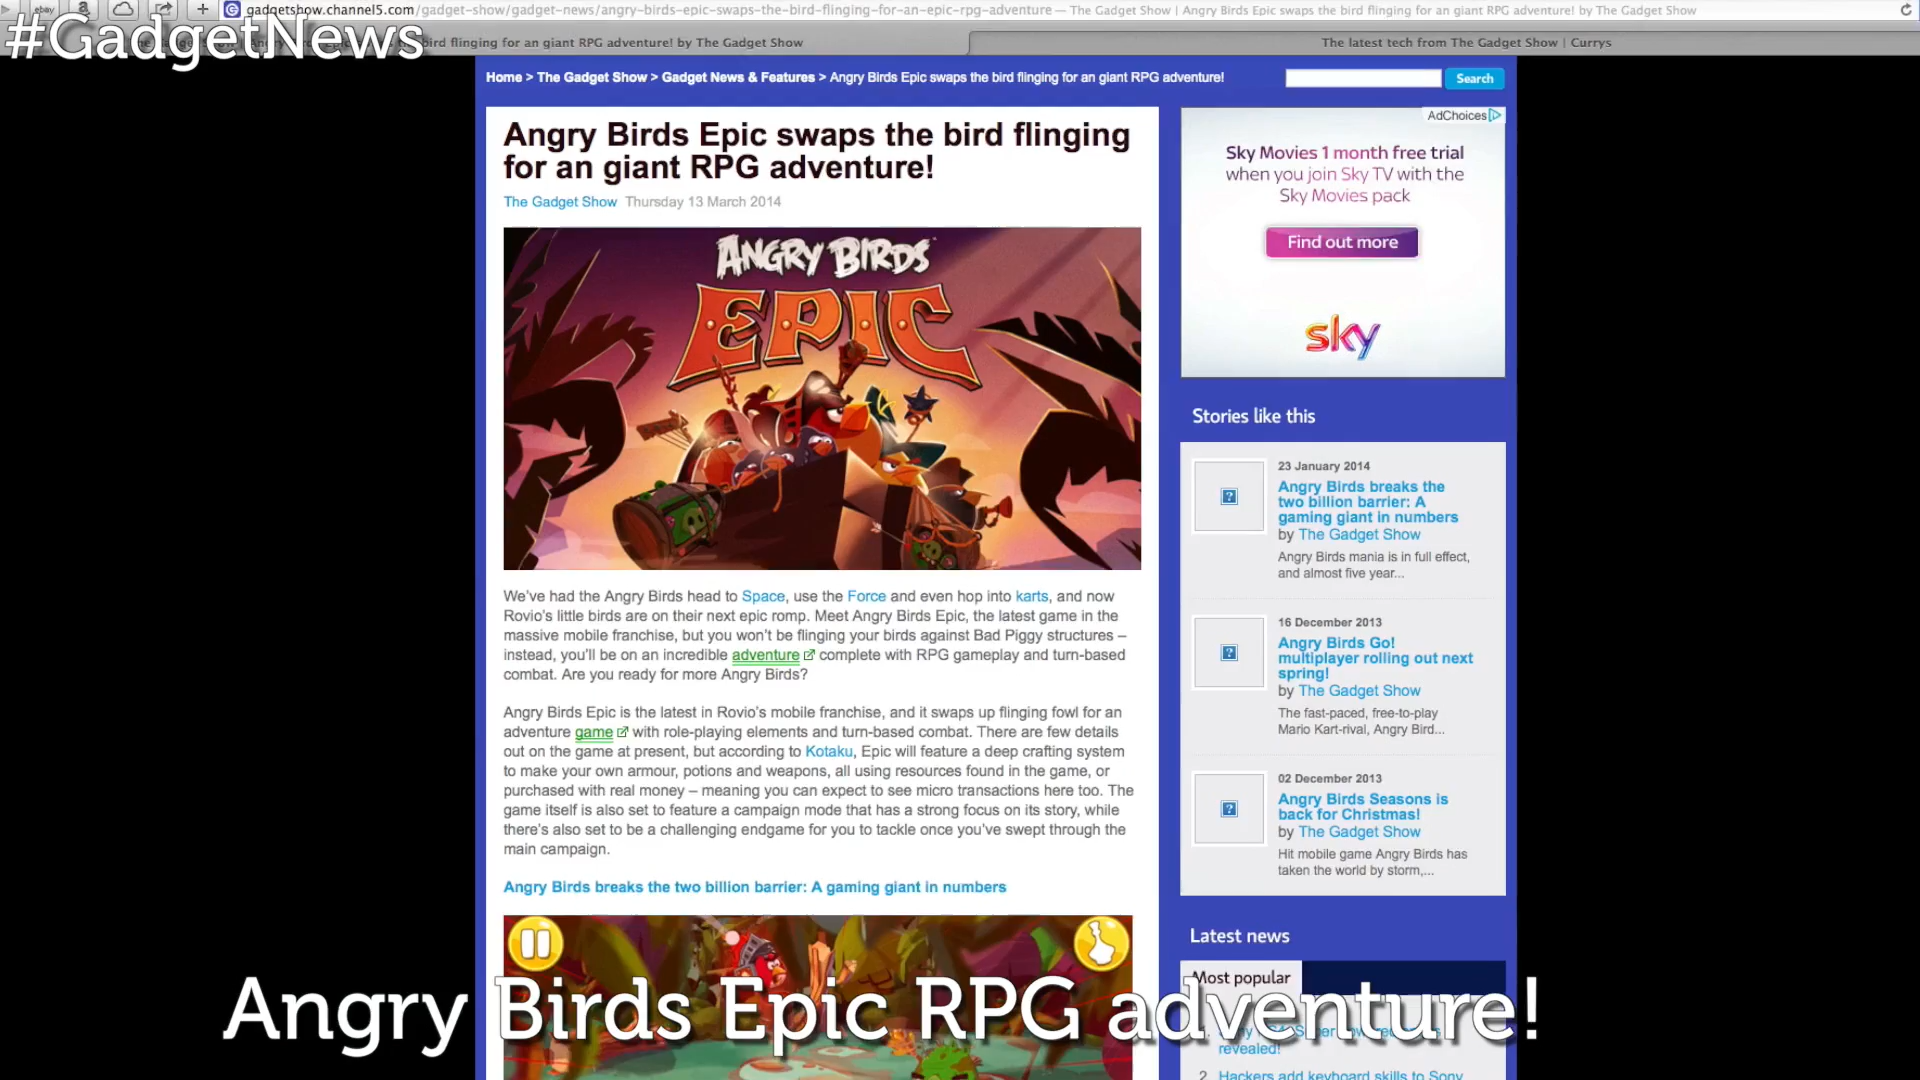 ebay
gadgetshow.channel5.com/gadget-show/gadget-news/angry-birds-epic-swaps-the-bird-flinging-for-an-epic-rpg-adventure — The Gadget Show | Angry Birds Epic swaps the bird flinging for an giant RPG adventure! by The Gadget Show
#GadgetNews
bird flinging for an giant RPG adventure! by The Gadget Show
The latest tech from The Gadget Show | Currys
Home > The Gadget Show > Gadget News & Features > Angry Birds Epic swaps the bird flinging for an giant RPG adventure!
Search
Angry Birds Epic swaps the bird flinging
for an giant RPG adventure!
The Gadget Show Thursday 13 March 2014
ANGRY BIRDS
EPIC
We've had the Angry Birds head to Space, use the Force and even hop into karts, and now
Rovio's little birds are on their next epic romp. Meet Angry Birds Epic, the latest game in the
massive mobile franchise, but you won't be flinging your birds against Bad Piggy structures –
instead, you'll be on an incredible adventure complete with RPG gameplay and turn-based
combat. Are you ready for more Angry Birds?
Angry Birds Epic is the latest in Rovio's mobile franchise, and it swaps up flinging fowl for an
adventure game with role-playing elements and turn-based combat. There are few details
out on the game at present, but according to Kotaku, Epic will feature a deep crafting system
to make your own armour, potions and weapons, all using resources found in the game, or
purchased with real money – meaning you can expect to see micro transactions here too. The
game itself is also set to feature a campaign mode that has a strong focus on its story, while
there's also set to be a challenging endgame for you to tackle once you've swept through the
main campaign.
Angry Birds breaks the two billion barrier: A gaming giant in numbers
AdChoices
Sky Movies 1 month free trial
when you join Sky TV with the
Sky Movies pack
Find out more
sky
Stories like this
23 January 2014
Angry Birds breaks the
two billion barrier: A
gaming giant in numbers
by The Gadget Show
Angry Birds mania is in full effect,
and almost five year...
16 December 2013
Angry Birds Go!
multiplayer rolling out next
spring!
by The Gadget Show
The fast-paced, free-to-play
Mario Kart-rival, Angry Bird...
02 December 2013
Angry Birds Seasons is
back for Christmas!
by The Gadget Show
Hit mobile game Angry Birds has
taken the world by storm,...
Latest news
Most popular
revealed!
2. Hackers add keyboard skills to Sony
Angry Birds Epic RPG adventure!